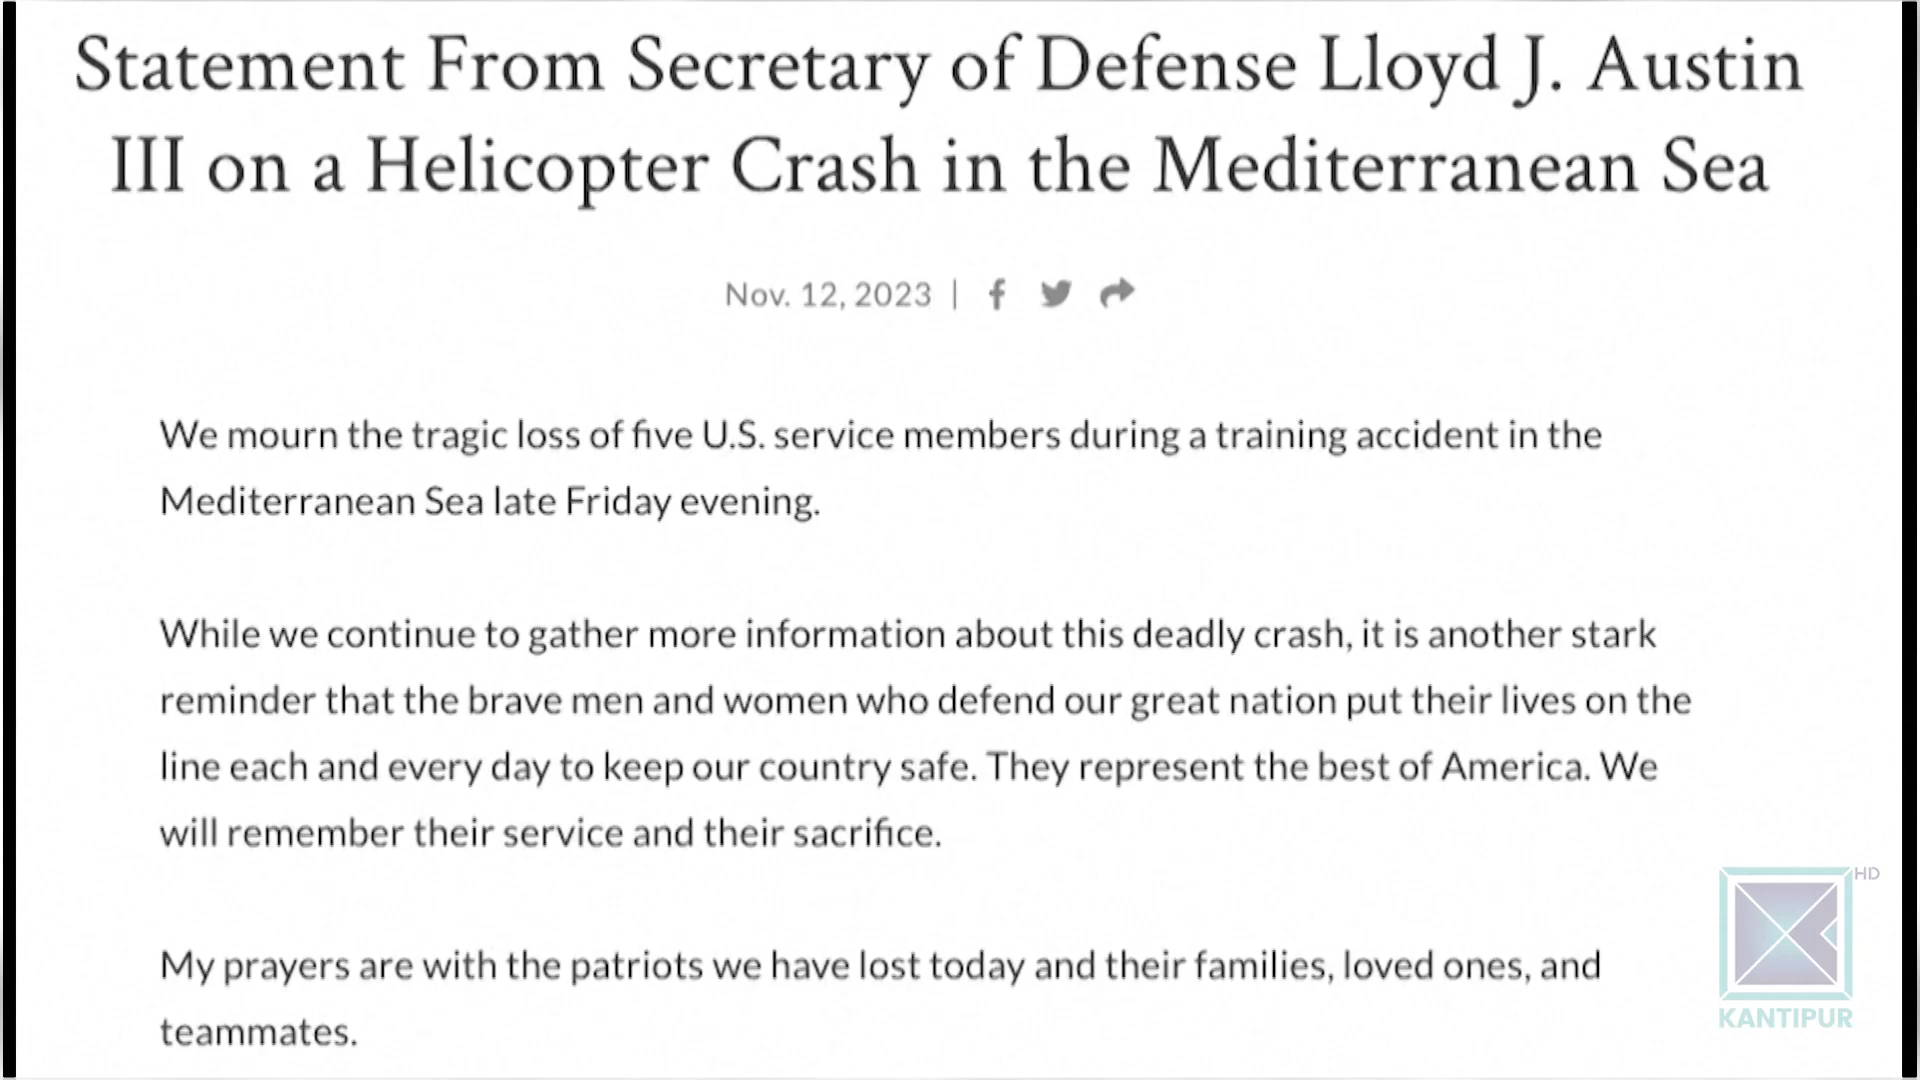 Statement From Secretary of Defense Lloyd J. Austin
III on a Helicopter Crash in the Mediterranean Sea
Nov. 12, 2023 |
We mourn the tragic loss of five U.S. service members during a training accident in the
Mediterranean Sea late Friday evening.
While we continue to gather more information about this deadly crash, it is another stark
reminder that the brave men and women who defend our great nation put their lives on the
line each and every day to keep our country safe. They represent the best of America. We
will remember their service and their sacrifice.
My prayers are with the patriots we have lost today and their families, loved ones, and
teammates.
HD
KANTIPUR